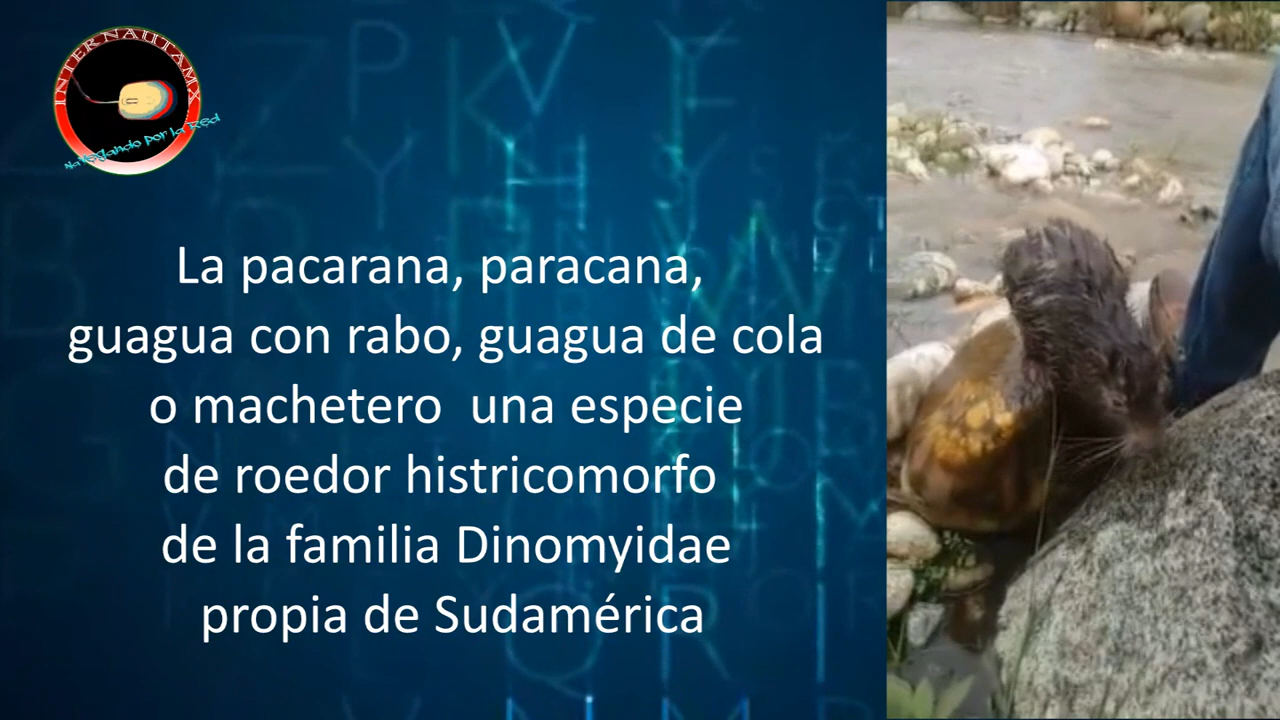 INTERNAUTAMX
Navegando por la Red
La pacarana, paracana,
guagua con rabo, guagua de cola
o machetero una especie
de roedor histricomorfo
de la familia Dinomyidae
propia de Sudamérica